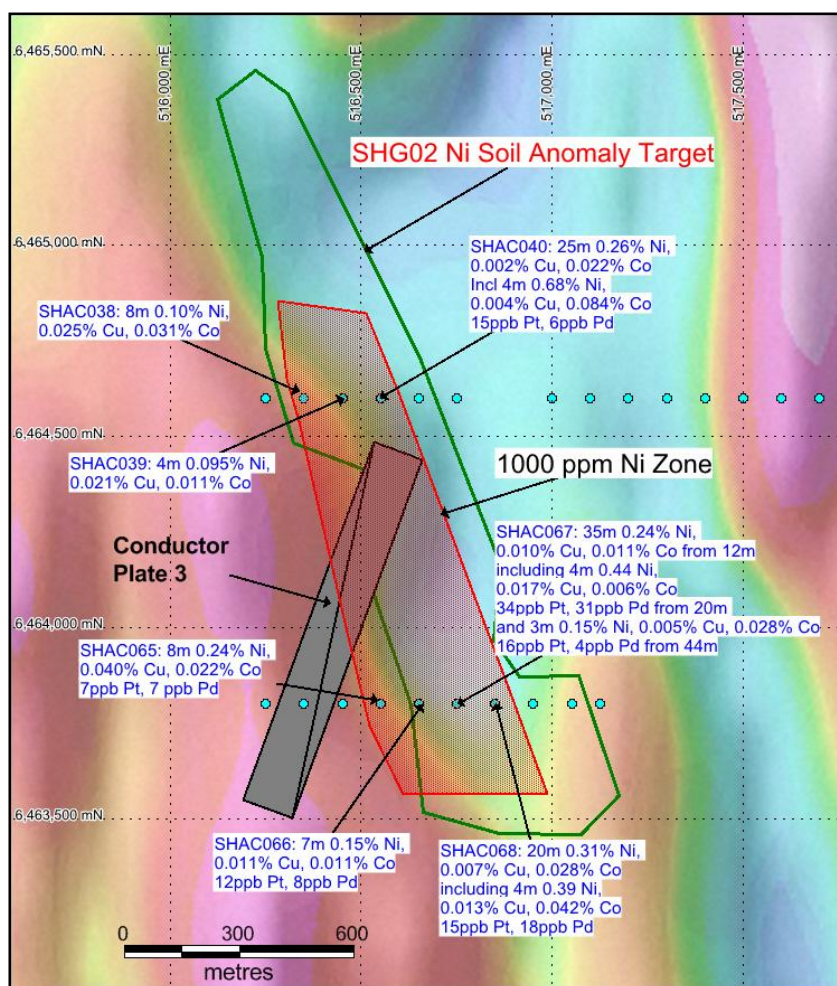 6,465,500 mN
516,000 mE
516,500 mE
517,000 mE
517,500 mE
SHG02 Ni Soil Anomaly Target
6,465,000 mN
SHAC040: 25m 0.26% Ni,
0.002% Cu, 0.022% Co
Incl 4m 0.68% Ni,
0.004% Cu, 0.084% Co
15ppb Pt, 6ppb Pd
SHAC038: 8m 0.10% Ni,
0.025% Cu, 0.031% Co
6,464,500 mN
SHAC039: 4m 0.095% Ni,
0.021% Cu, 0.011% Co
1000 ppm Ni Zone
Conductor
Plate 3
SHAC067: 35m 0.24% Ni,
0.010% Cu, 0.011% Co from 12m
including 4m 0.44 Ni,
0.017% Cu, 0.006% Co
34ppb Pt, 31ppb Pd from 20m
and 3m 0.15% Ni, 0.005% Cu, 0.028% Co
16ppb Pt, 4ppb Pd from 44m
6,464,000 mN
SHAC065: 8m 0.24% Ni,
0.040% Cu, 0.022% Co
7ppb Pt, 7 ppb Pd
6,463,500 mN
SHAC066: 7m 0.15% Ni,
0.011% Cu, 0.011% Co
12ppb Pt, 8ppb Pd
SHAC068: 20m 0.31% Ni,
0.007% Cu, 0.028% Co
including 4m 0.39 Ni,
0.013% Cu, 0.042% Co
15ppb Pt, 18ppb Pd
0 300 600
metres